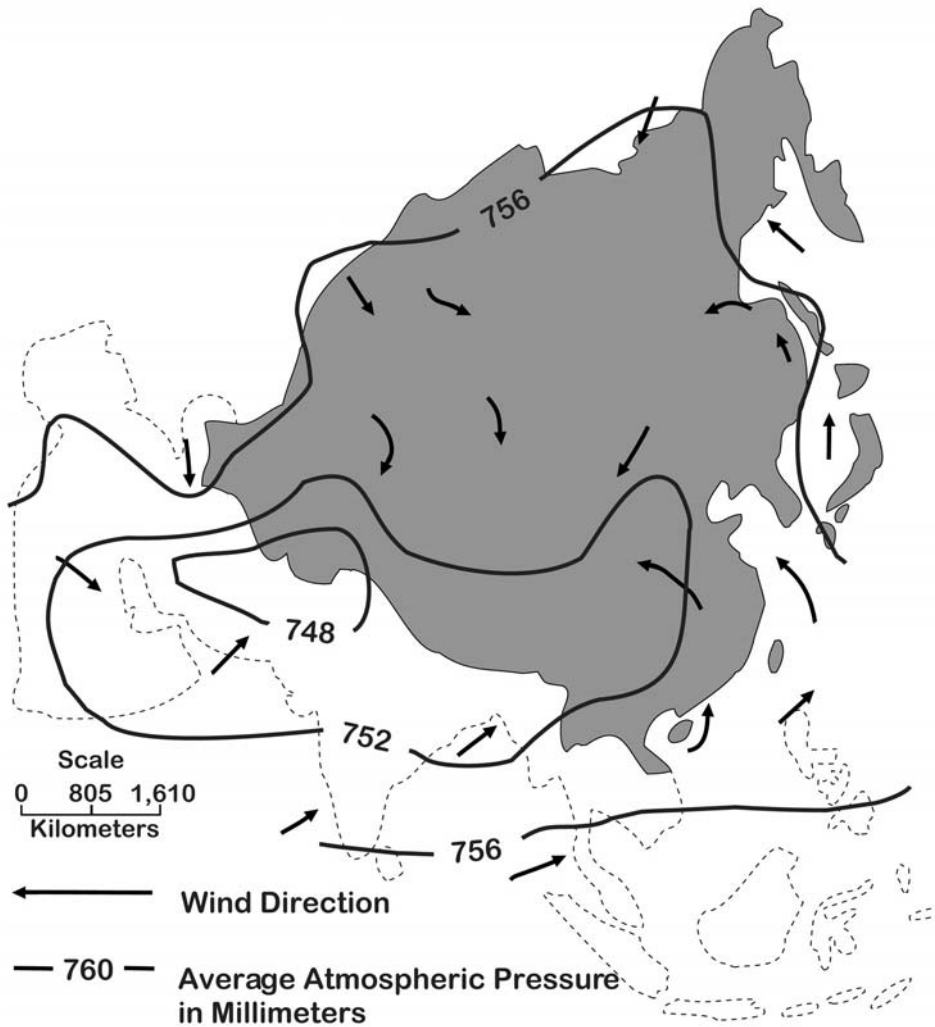 756
748
752
Scale
0 805 1,610
Kilometers
756
Wind Direction
760
Average Atmospheric Pressure
in Millimeters